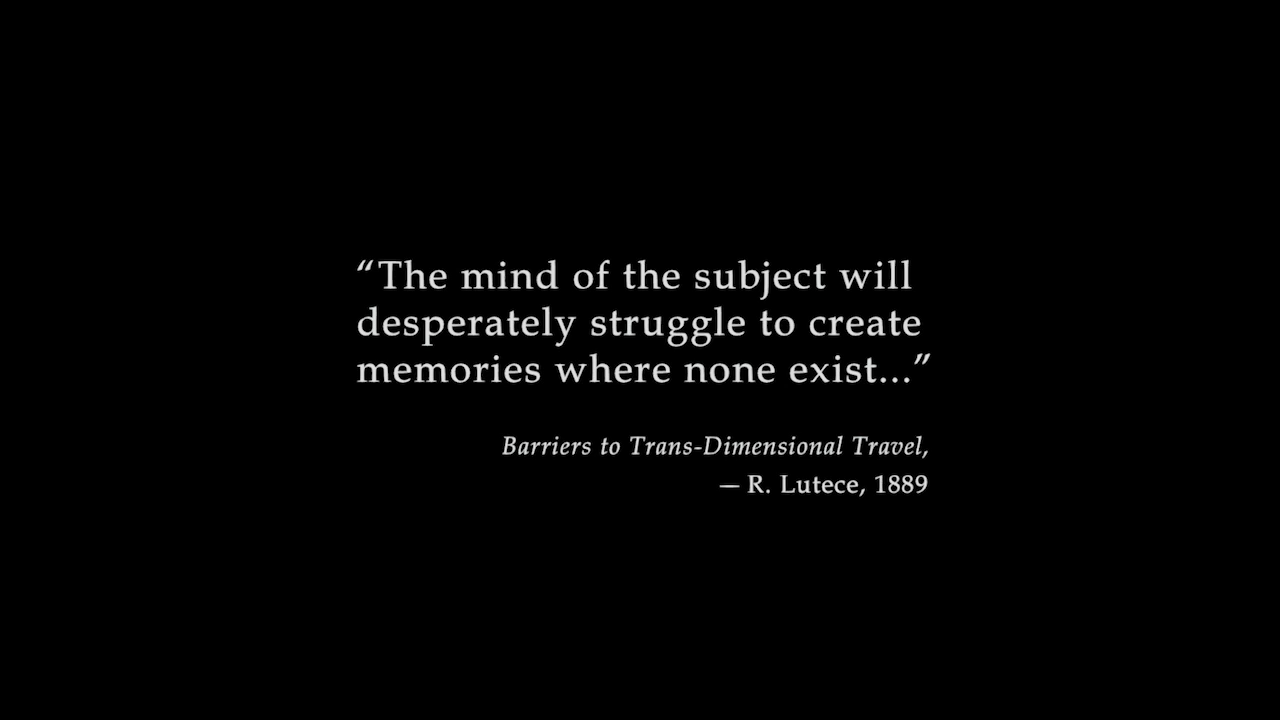 “The mind of the subject will
desperately struggle to create
memories where none exist...”
Barriers to Trans-Dimensional Travel,
— R. Lutece, 1889